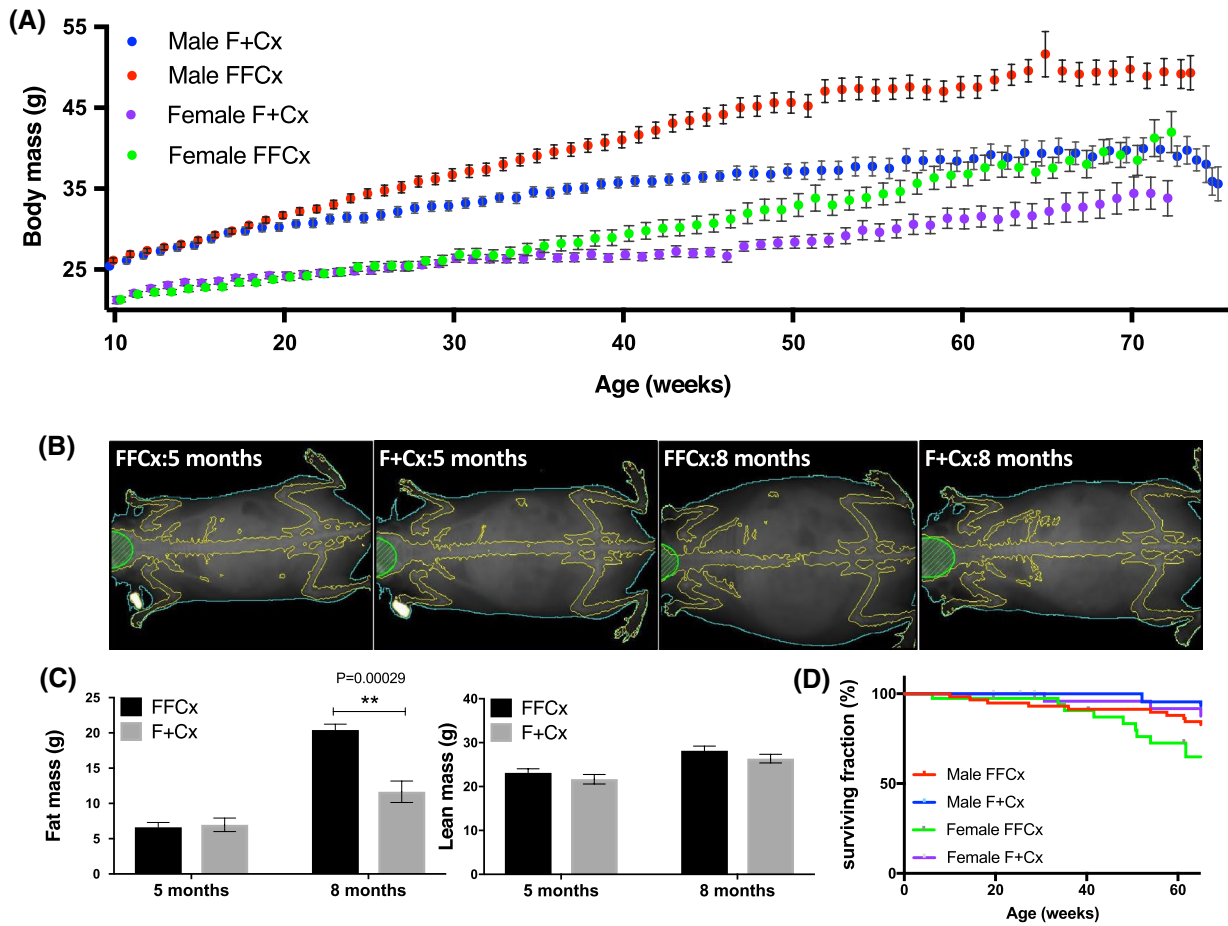 (A)
Male F+Cx
Male FFCx
Female F+Cx
Female FFCx
Body mass (g)
55
45
35
25
10 20 30 40 50 60 70
Age (weeks)
(B)
FFCx:5 months
F+Cx:5 months
FFCx:8 months
F+Cx:8 months
(C)
P=0.00029
**
FFCx
F+Cx
Fat mass (g)
25
20
15
10
5
0
5 months 8 months
FFCx
F+Cx
Lean mass (g)
40
30
20
10
0
5 months 8 months
(D)
surviving fraction (%)
100
50
0
Male FFCx
Male F+Cx
Female FFCx
Female F+Cx
0 20 40 60
Age (weeks)